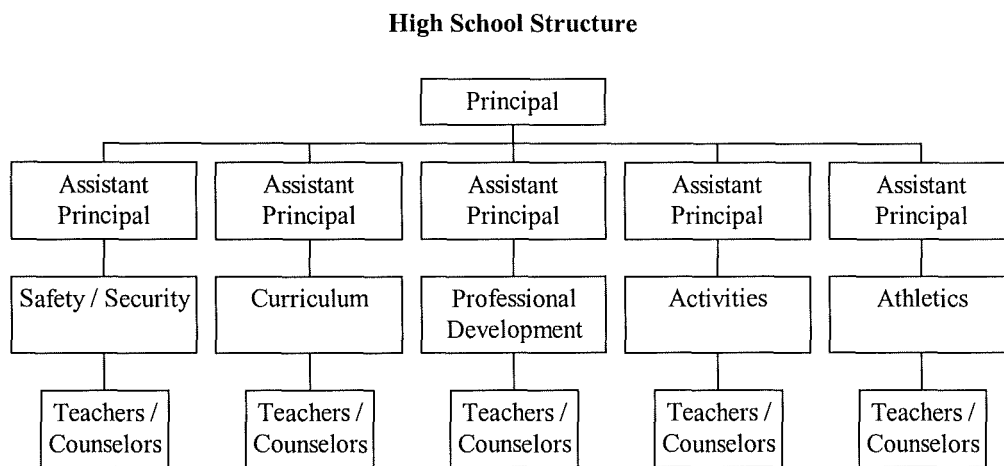 High School Structure
Principal
Assistant
Principal
Assistant
Principal
Assistant
Principal
Assistant
Principal
Assistant
Principal
Safety / Security
Curriculum
Professional
Development
Activities
Athletics
Teachers /
Counselors
Teachers /
Counselors
Teachers /
Counselors
Teachers /
Counselors
Teachers /
Counselors